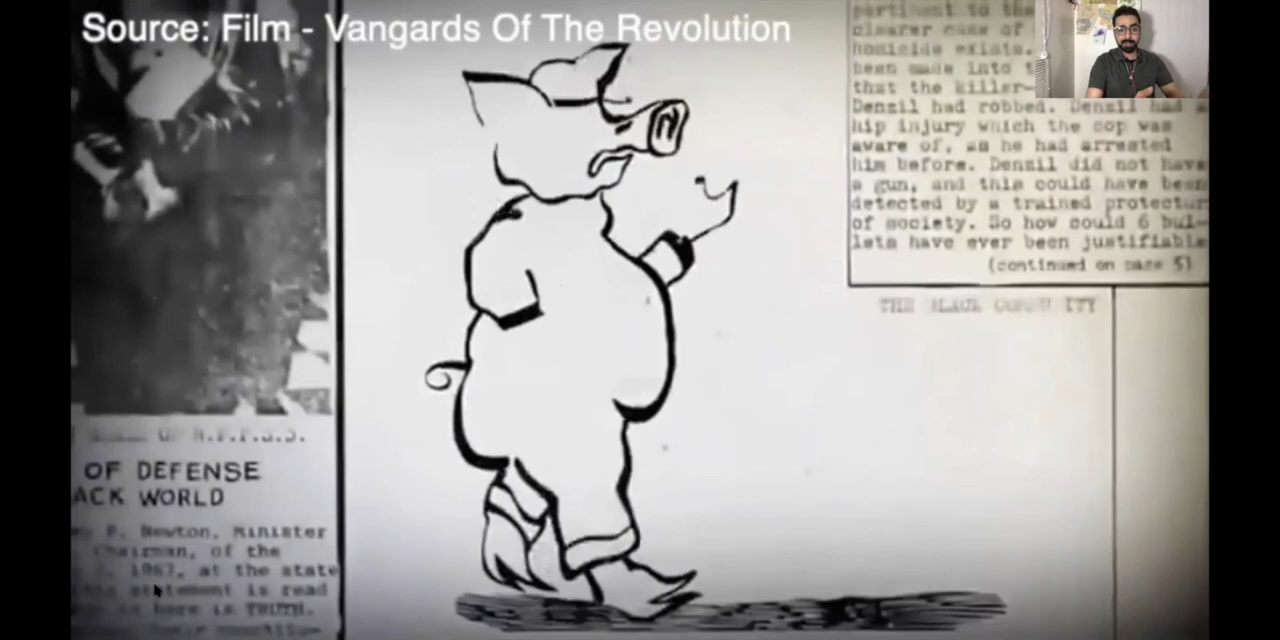 Source: Film - Vangards Of The Revolution
pertinent to the
clearer case of
homicide exists.
been made into
that the killer-
Denzil had robbed. Denzil had a
hip injury which the cop was
aware of, as he had arrested
him before. Denzil did not have
a gun, and this could have been
detected by a trained protector
of society. So how could 6 bul-
lets have ever been justifiable
(continued on page 5)
THE BLACK
OF DEFENSE
ACK WORLD
P. Newton, Minister
Chairman, of the
1967, at the state
statement is read
here is TRUTH.